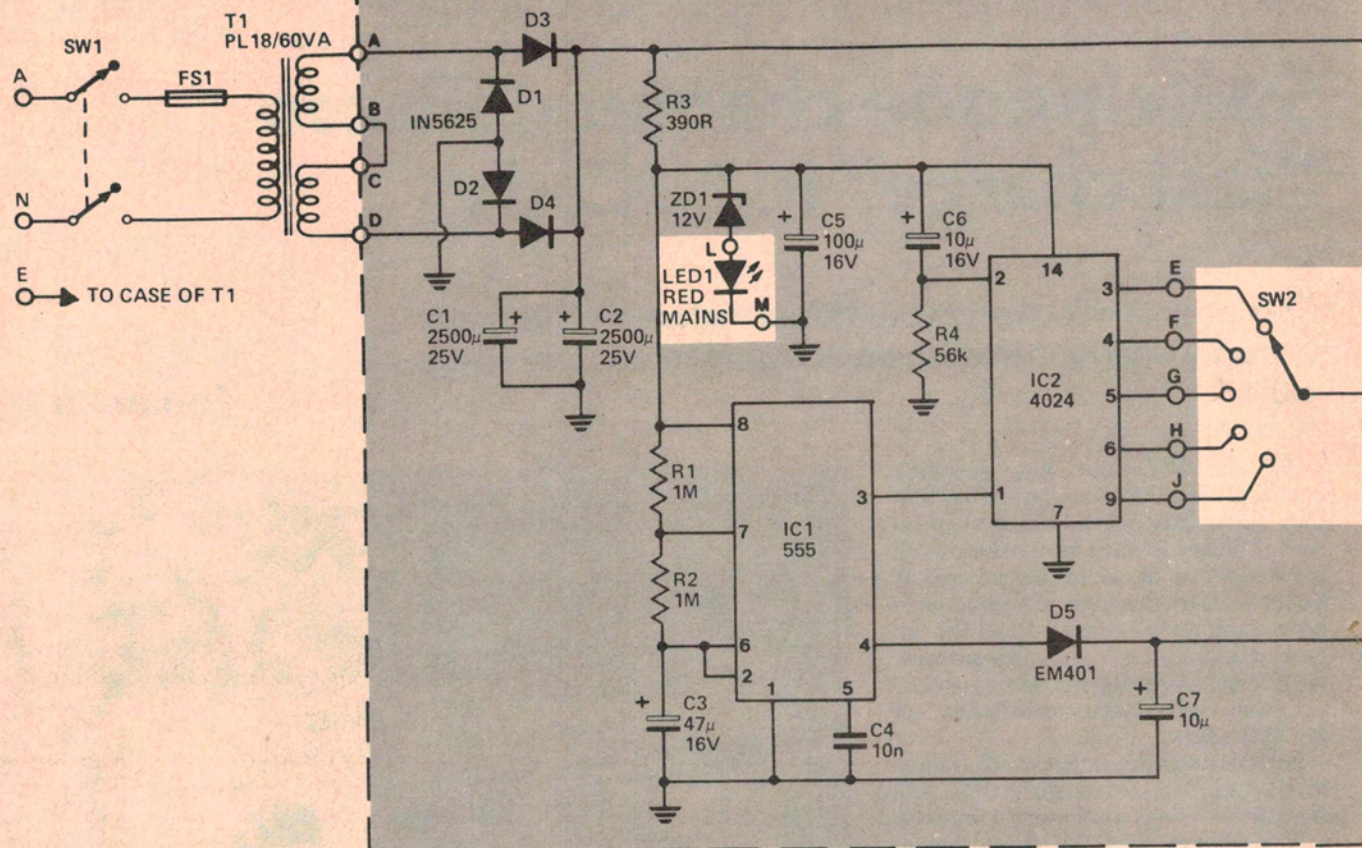 T1
PL18/60VA
SW1
A
FS1
N
E
TO CASE OF T1
A
B
C
D
D3
D1
IN5625
D2
D4
C1
2500μ
25V
+
+
C2
2500μ
25V
R3
390R
ZD1
12V
L
LED1
RED
MAINS
M
+
C5
100μ
16V
+
C6
10μ
16V
R4
56k
2
14
3
4
5
6
9
1
7
IC2
4024
E
F
G
H
J
SW2
8
7
6
2
1
5
3
4
IC1
555
R1
1M
R2
1M
+
C3
47μ
16V
C4
10n
D5
EM401
+
C7
10μ